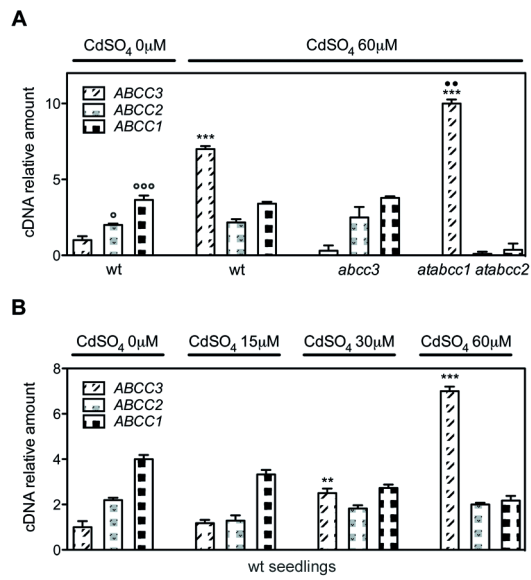 A
CdSO4 0μM CdSO4 60μM
cDNA relative amount
10
5
0
ABCC3
ABCC2
ABCC1
° °°° *** •• ***
wt wt abcc3 atabcc1 atabcc2
B
CdSO4 0μM CdSO4 15μM CdSO4 30μM CdSO4 60μM
cDNA relative amount
8
6
4
2
0
ABCC3
ABCC2
ABCC1
** ***
wt seedlings